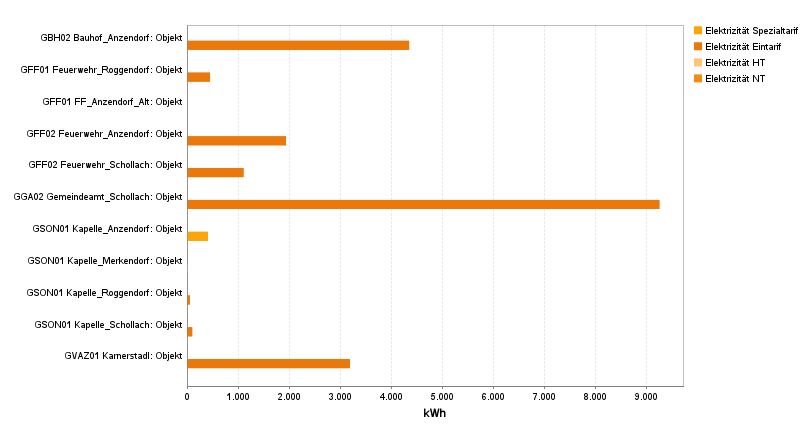 GBH02 Bauhof_Anzendorf: Objekt
GFF01 Feuerwehr_Roggendorf: Objekt
GFF01 FF_Anzendorf_Alt: Objekt
GFF02 Feuerwehr_Anzendorf: Objekt
GFF02 Feuerwehr_Schollach: Objekt
GGA02 Gemeindeamt_Schollach: Objekt
GSON01 Kapelle_Anzendorf: Objekt
GSON01 Kapelle_Merkendorf: Objekt
GSON01 Kapelle_Roggendorf: Objekt
GSON01 Kapelle_Schollach: Objekt
GVAZ01 Karnerstadl: Objekt
0 1.000 2.000 3.000 4.000 5.000 6.000 7.000 8.000 9.000
kWh
Elektrizität Spezialtarif
Elektrizität Eintarif
Elektrizität HT
Elektrizität NT